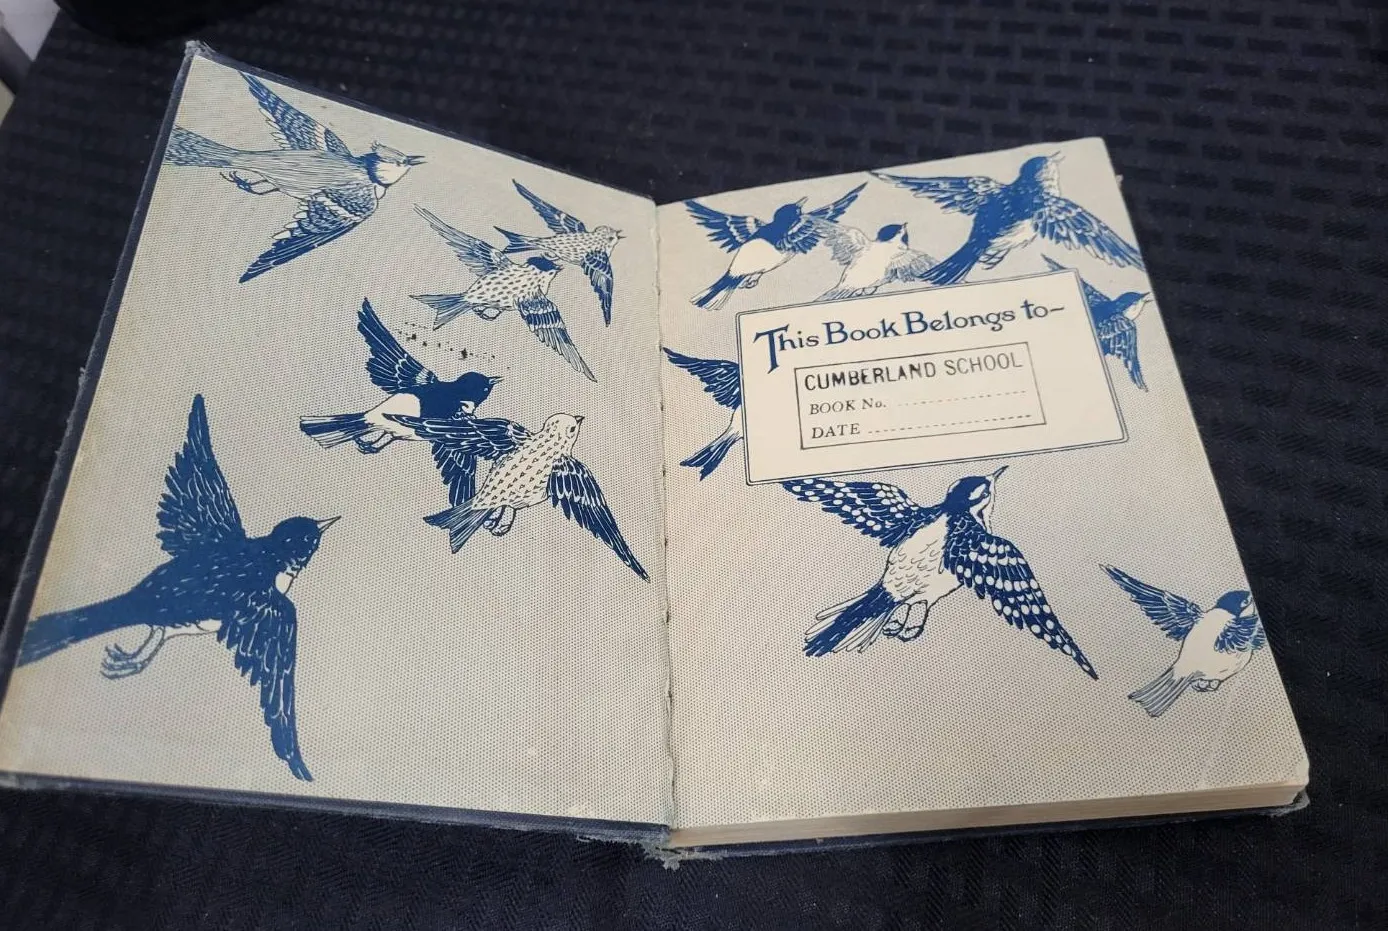 This Book Belongs to-
CUMBERLAND SCHOOL
BOOK No. ....................
DATE ....................